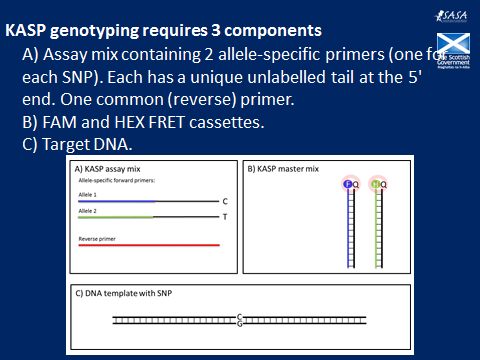 SASA
KASP genotyping requires 3 components
A) Assay mix containing 2 allele-specific primers (one for
each SNP). Each has a unique unlabelled tail at the 5'
end. One common (reverse) primer.
B) FAM and HEX FRET cassettes.
C) Target DNA.
The Scottish
Government
A) KASP assay mix
Allele-specific forward primers:
Allele 1
C
Allele 2
T
Reverse primer
B) KASP master mix
F Q H Q
C) DNA template with SNP
C
G